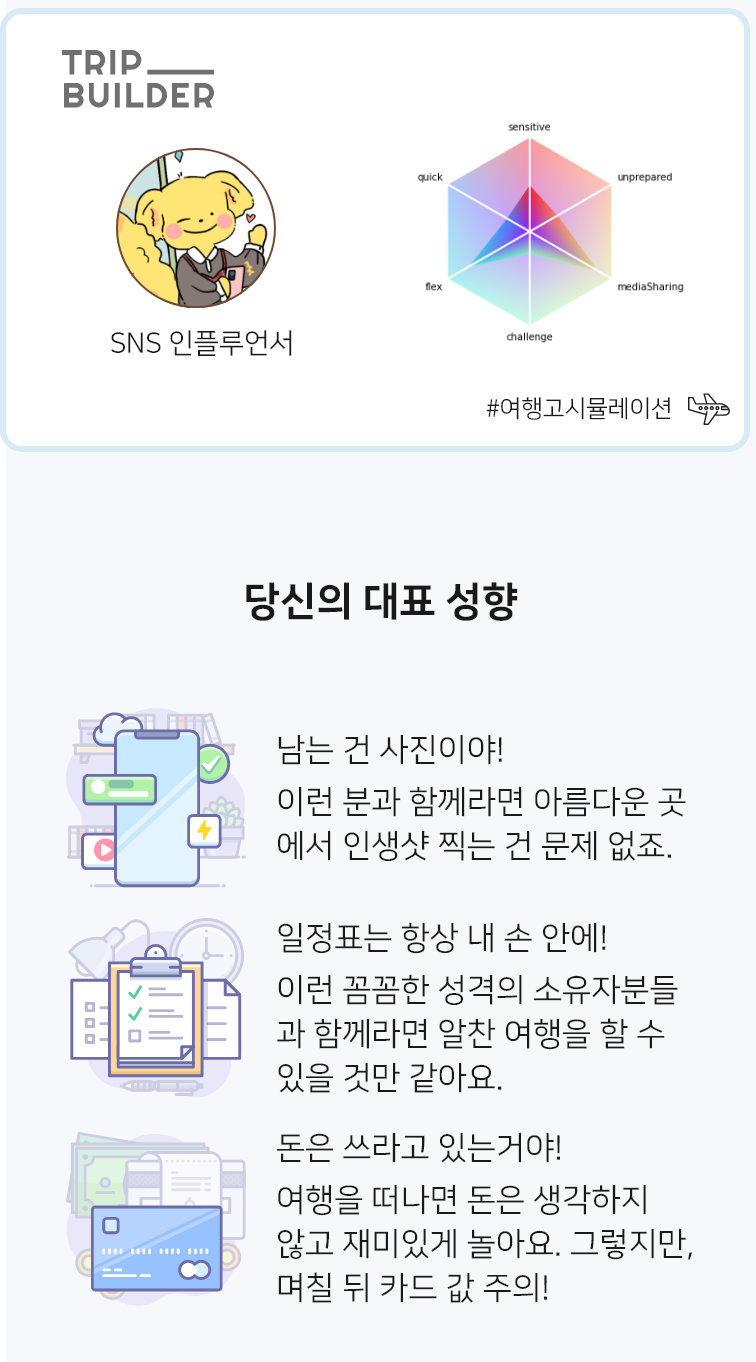 TRIP
BUILDER
sensitive
quick
unprepared
flex
mediaSharing
challenge
SNS 인플루언서
#여행고시뮬레이션
당신의 대표 성향
남는 건 사진이야!
이런 분과 함께라면 아름다운 곳
에서 인생샷 찍는 건 문제 없죠.
일정표는 항상 내 손 안에!
이런 꼼꼼한 성격의 소유자분들
과 함께라면 알찬 여행을 할 수
있을 것만 같아요.
돈은 쓰라고 있는거야!
여행을 떠나면 돈은 생각하지
않고 재미있게 놀아요. 그렇지만,
며칠 뒤 카드 값 주의!